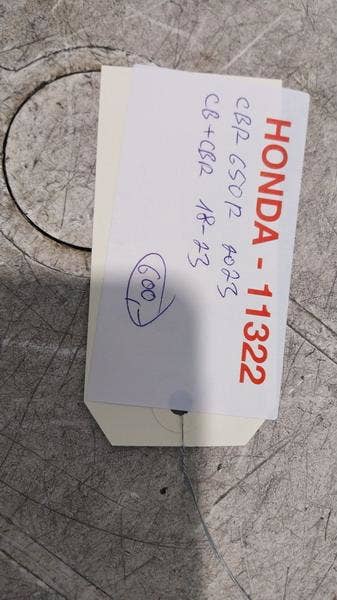 HONDA - 11322
CBR 650R 2023
CB + CBR 18-23
600,-